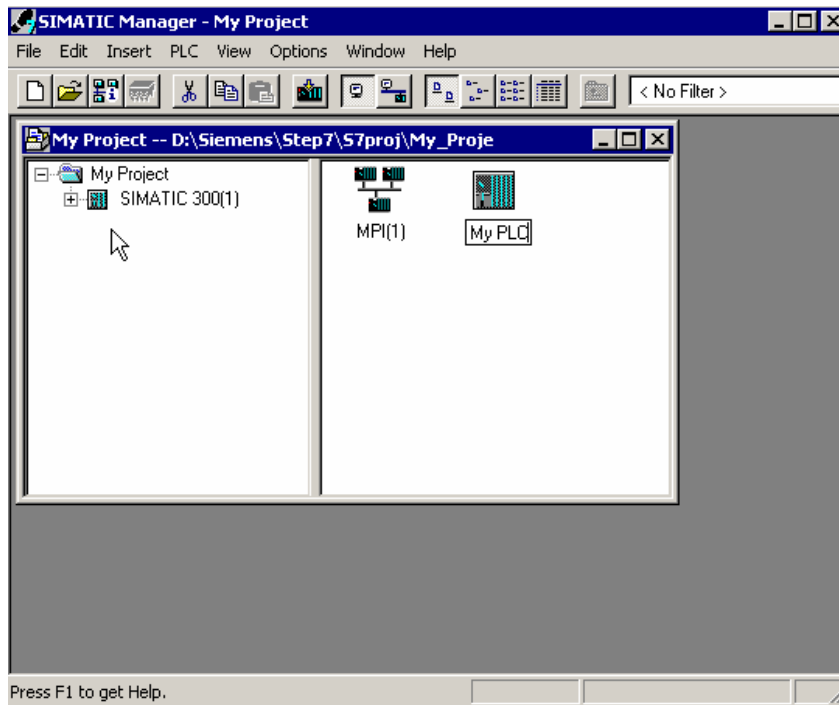 SIMATIC Manager - My Project
File Edit Insert PLC View Options Window Help
< No Filter >
My Project -- D:\Siemens\Step7\S7proj\My_Proje
My Project
SIMATIC 300(1)
MPI(1)
My PLC
Press F1 to get Help.